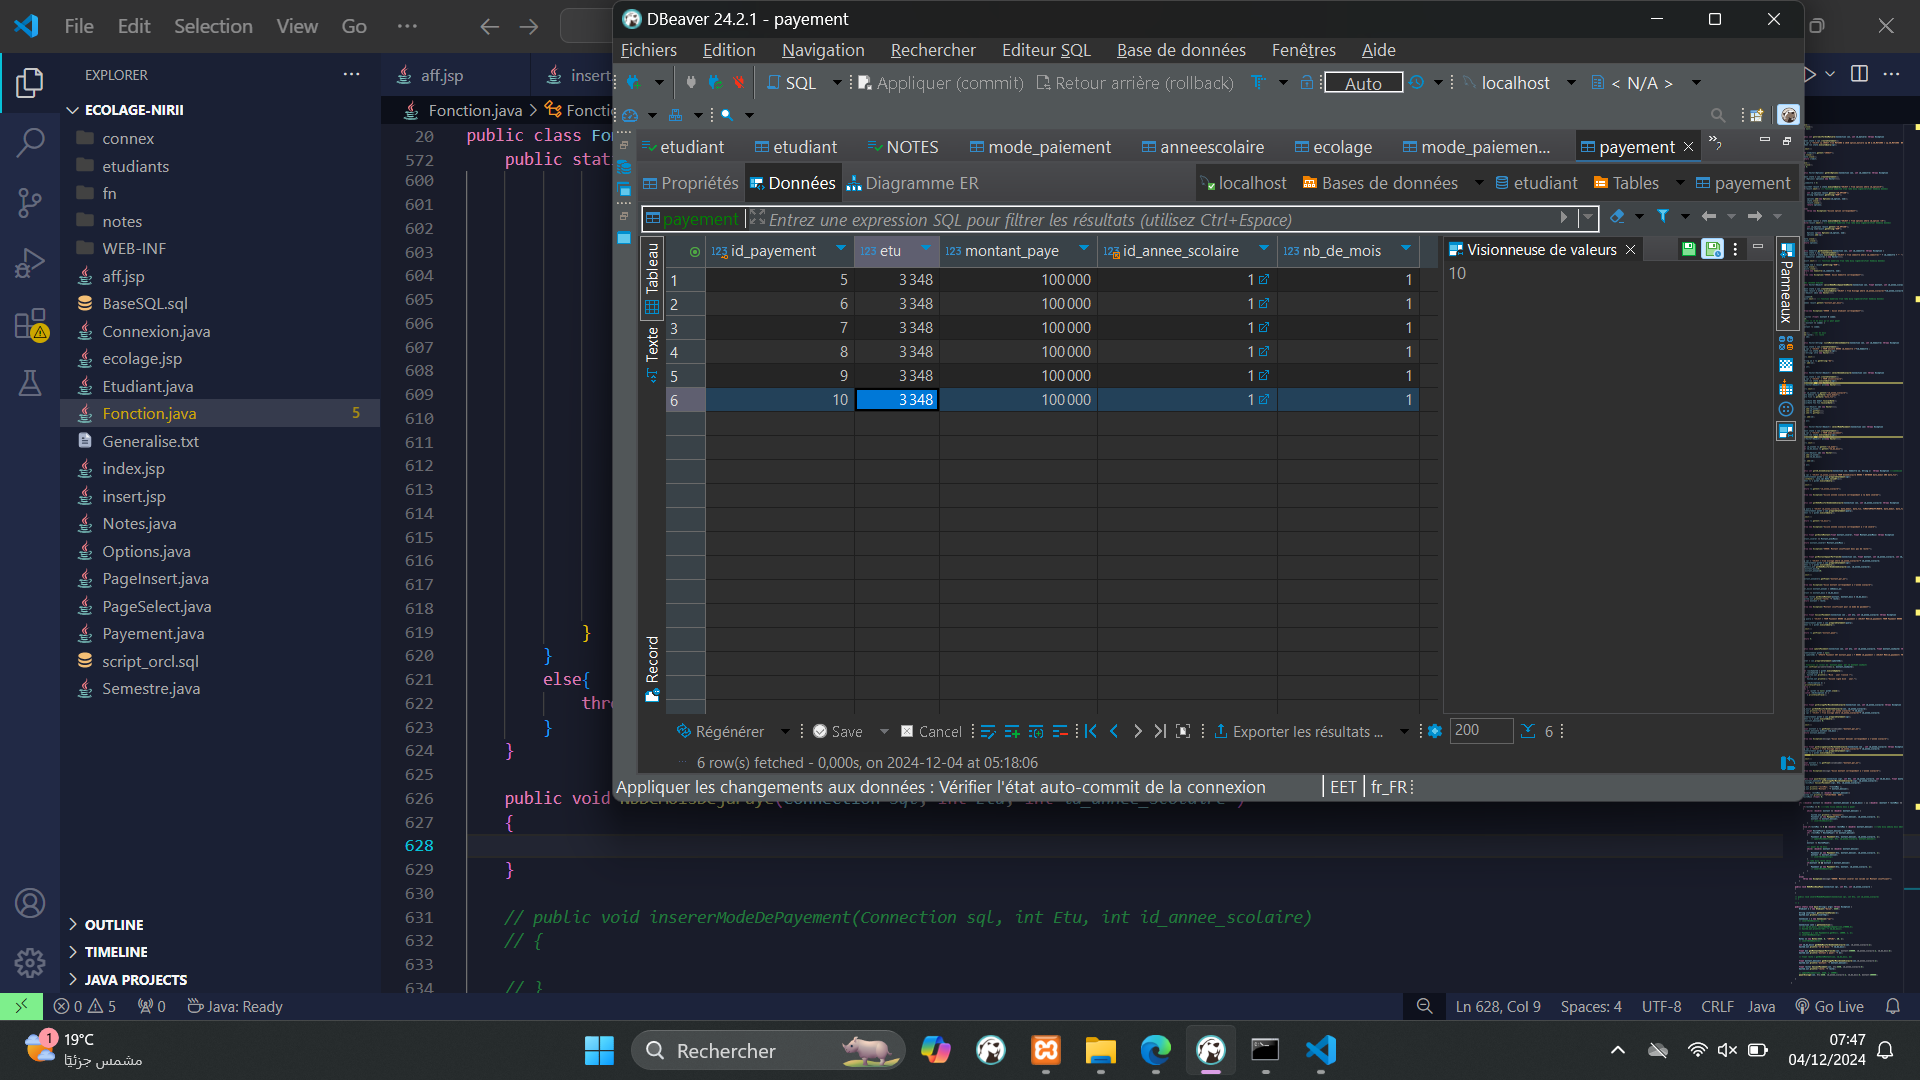 File Edit Selection View Go
DBeaver 24.2.1 - payement
Fichiers Edition Navigation Rechercher Editeur SQL Base de données Fenêtres Aide
SQL Appliquer (commit) Retour arrière (rollback) Auto localhost < N/A >
etudiant etudiant NOTES mode_paiement anneescolaire ecolage mode_paiemen... payement
Propriétés Données Diagramme ER localhost Bases de données etudiant Tables payement
payement Entrez une expression SQL pour filtrer les résultats (utilisez Ctrl+Espace)
Tableau
Texte
Record
id_payement etu montant_paye id_annee_scolaire nb_de_mois
1 5 3 348 100 000 1 1
2 6 3 348 100 000 1 1
3 7 3 348 100 000 1 1
4 8 3 348 100 000 1 1
5 9 3 348 100 000 1 1
6 10 3 348 100 000 1 1
Visionneuse de valeurs
10
Panneaux
Régénérer Save Cancel Exporter les résultats ... 200 6
6 row(s) fetched - 0,000s, on 2024-12-04 at 05:18:06
Appliquer les changements aux données : Vérifier l'état auto-commit de la connexion EET fr_FR
EXPLORER
ECOLAGE-NIRII
connex
etudiants
fn
notes
WEB-INF
aff.jsp
BaseSQL.sql
Connexion.java
ecolage.jsp
Etudiant.java
Fonction.java 5
Generalise.txt
index.jsp
insert.jsp
Notes.java
Options.java
PageInsert.java
PageSelect.java
Payement.java
script_orcl.sql
Semestre.java
OUTLINE
TIMELINE
JAVA PROJECTS
aff.jsp insert
Fonction.java > Foncti
20 public class Fo
572 public stat
600
601
602
603
604
605
606
607
608
609
610
611
612
613
614
615
616
617
618
619 }
620 }
621 else{
622 thr
623 }
624 }
625
626 public void
627 {
628
629 }
630
631 // public void insererModeDePayement(Connection sql, int Etu, int id_annee_scolaire)
632 // {
633
634 // }
0 5 0 Java: Ready Ln 628, Col 9 Spaces: 4 UTF-8 CRLF Java Go Live
1 19°C
مشمس جزئيًا
Rechercher
07:47
04/12/2024